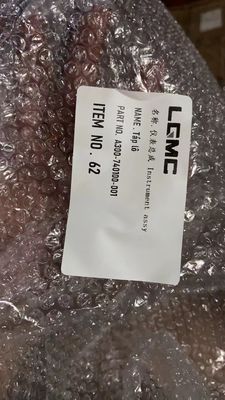 LGMC
名称.仪表总成 Instrument assy
NAME . Táp lô
PART NO. A300-740100-001
ITEM NO . 62